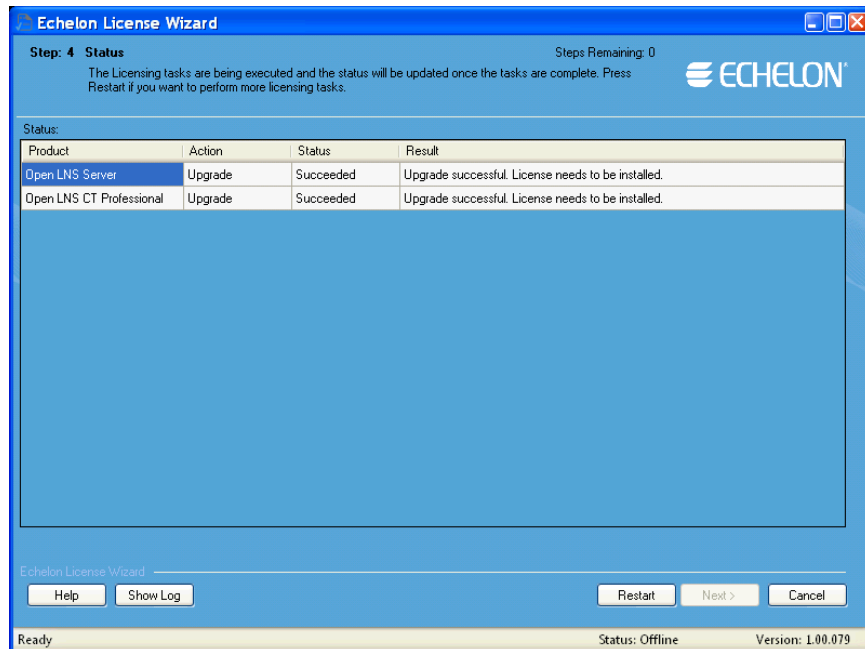 Echelon License Wizard
Step: 4 Status Steps Remaining: 0
The Licensing tasks are being executed and the status will be updated once the tasks are complete. Press
Restart if you want to perform more licensing tasks.
ECHELON®
Status:
Product Action Status Result
Open LNS Server Upgrade Succeeded Upgrade successful. License needs to be installed.
Open LNS CT Professional Upgrade Succeeded Upgrade successful. License needs to be installed.
Echelon License Wizard
Help Show Log Restart Next > Cancel
Ready Status: Offline Version: 1.00.079